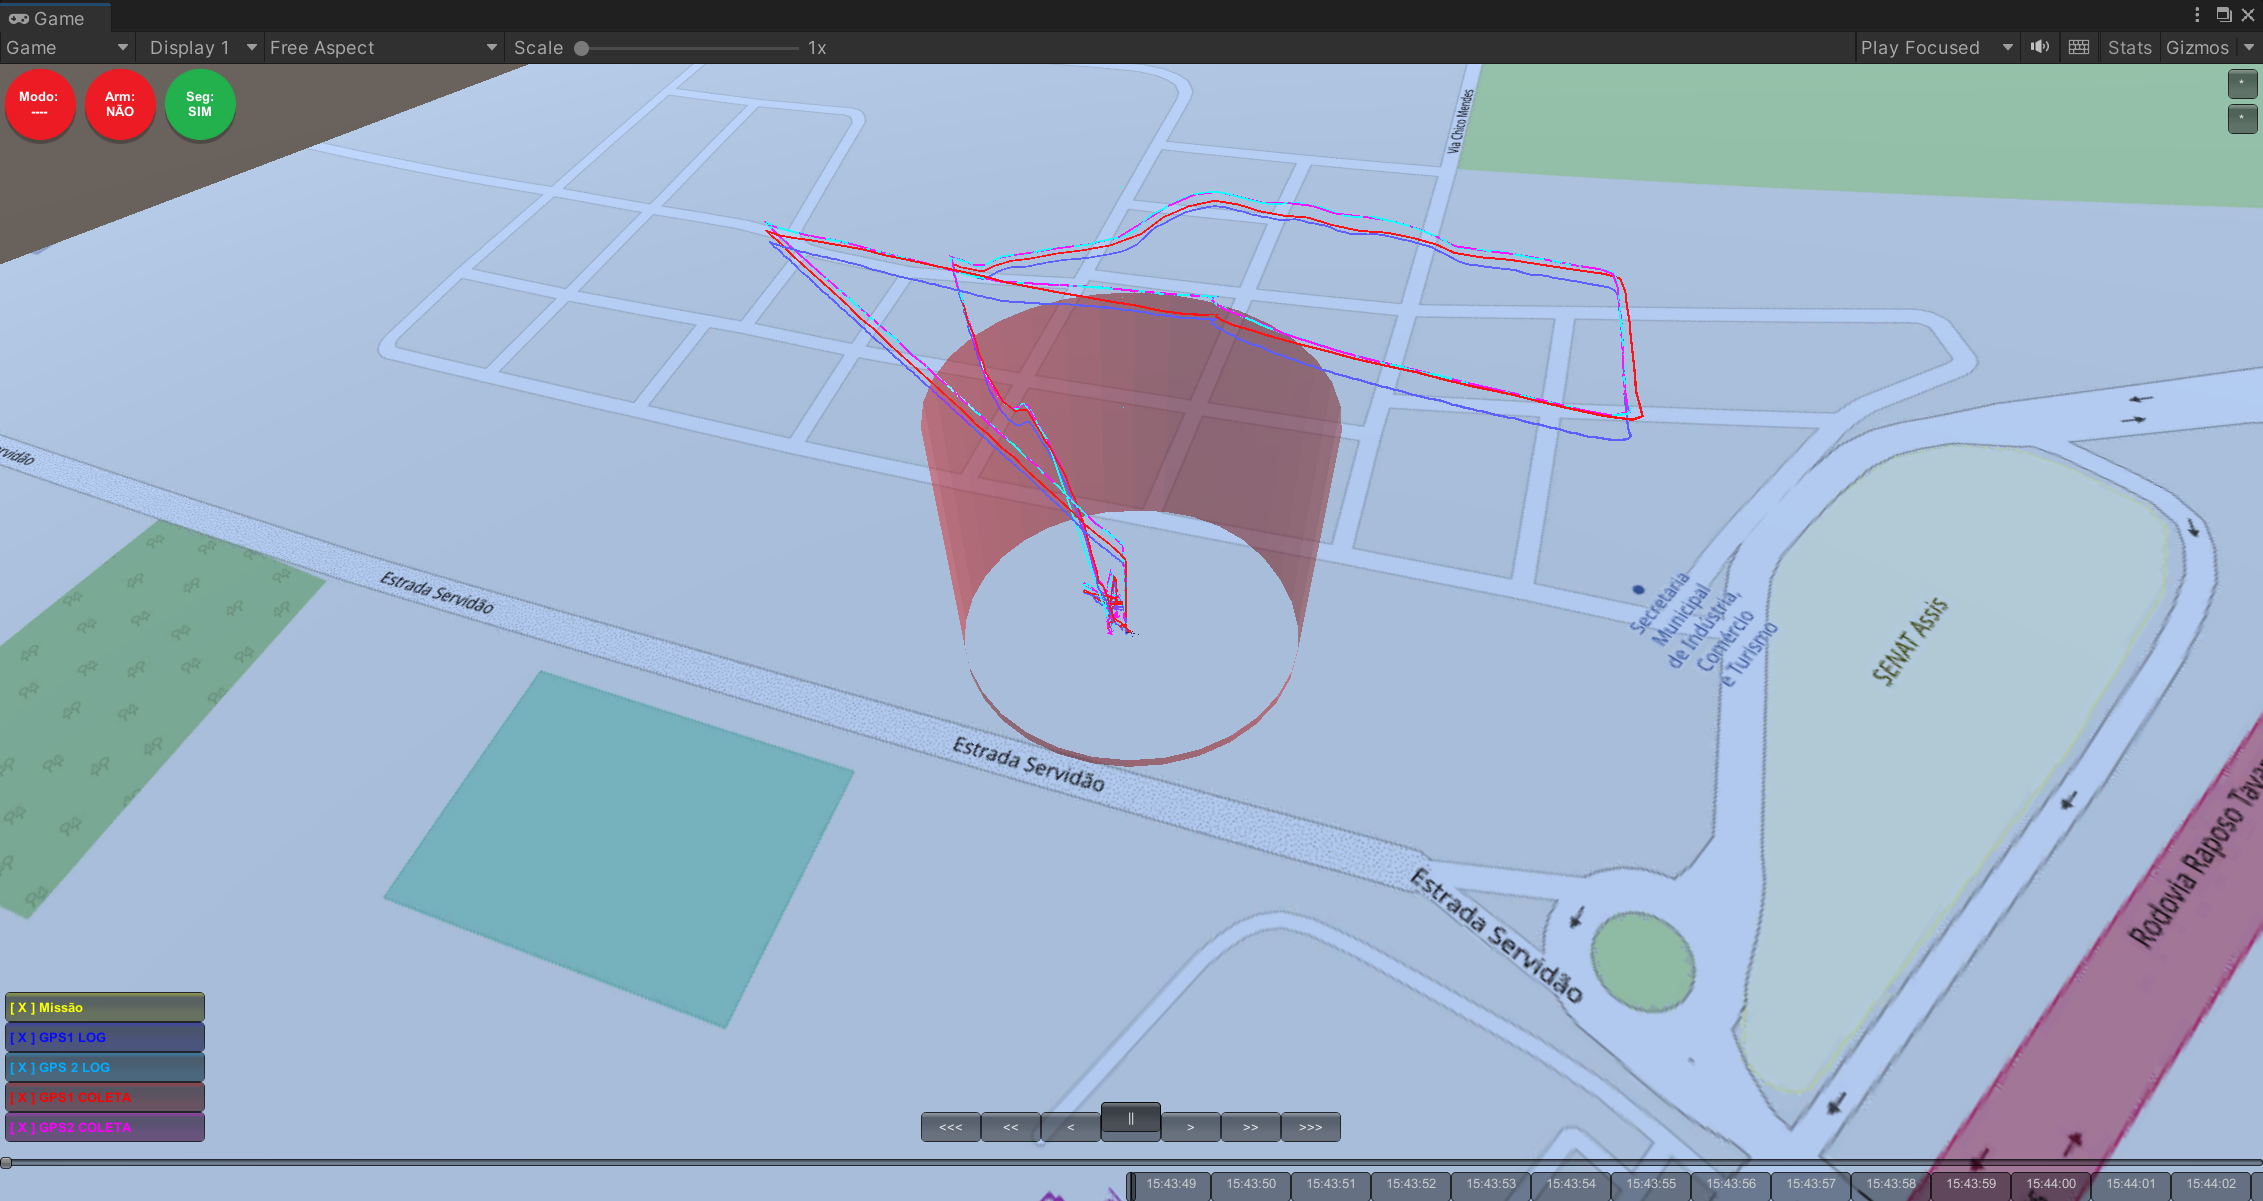 Game
Game
Display 1
Free Aspect
Scale
1x
Play Focused
Stats
Gizmos
Modo:
----
Arm:
NÃO
Seg:
SIM
*
*
Via Chico Mendes
Servidão
Estrada Servidão
Estrada Servidão
Estrada Servidão
Secretaria
Municipal
de Indústria,
Comércio
e Turismo
SENAT Assis
Rodovia Raposo Tava
[ X ] Missão
[ X ] GPS1 LOG
[ X ] GPS 2 LOG
[ X ] GPS1 COLETA
[ X ] GPS2 COLETA
<<<
<<
<
||
>
>>
>>>
15:43:49
15:43:50
15:43:51
15:43:52
15:43:53
15:43:54
15:43:55
15:43:56
15:43:57
15:43:58
15:43:59
15:44:00
15:44:01
15:44:02